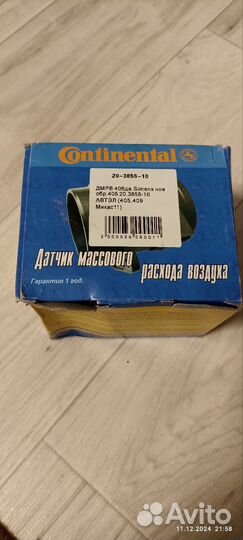 Continental
20-3855-10
ДМРВ 406дв.Simens нов
обр.406.20.3855-10
АВТЭЛ (405,409
Микас11)
2000039090011
Датчик массового
расхода воздуха
Гарантия 1 год.
11.12.2024 21:58
Avito